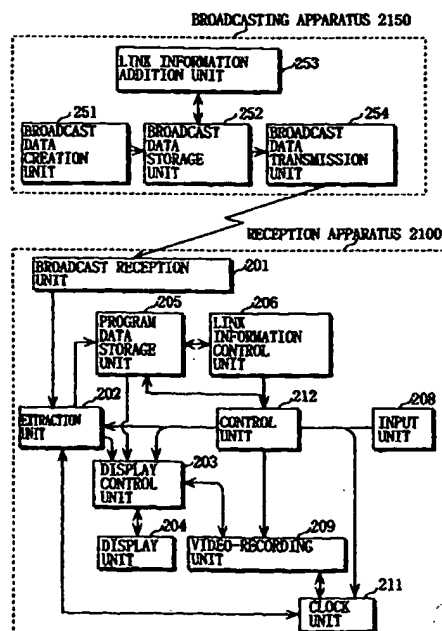 BROADCASTING APPARATUS 2150
LINK INFORMATION
ADDITION UNIT
253
251
BROADCAST
DATA
CREATION
UNIT
252
BROADCAST
DATA
STORAGE
UNIT
254
BROADCAST
DATA
TRANSMISSION
UNIT
RECEPTION APPARATUS 2100
BROADCAST RECEPTION
UNIT
201
205
PROGRAM
DATA
STORAGE
UNIT
206
LINK
INFORMATION
CONTROL
UNIT
202
EXTRACTION
UNIT
212
CONTROL
UNIT
208
INPUT
UNIT
DISPLAY
CONTROL
UNIT
203
204
DISPLAY
UNIT
209
VIDEO-RECORDING
UNIT
211
CLOCK
UNIT